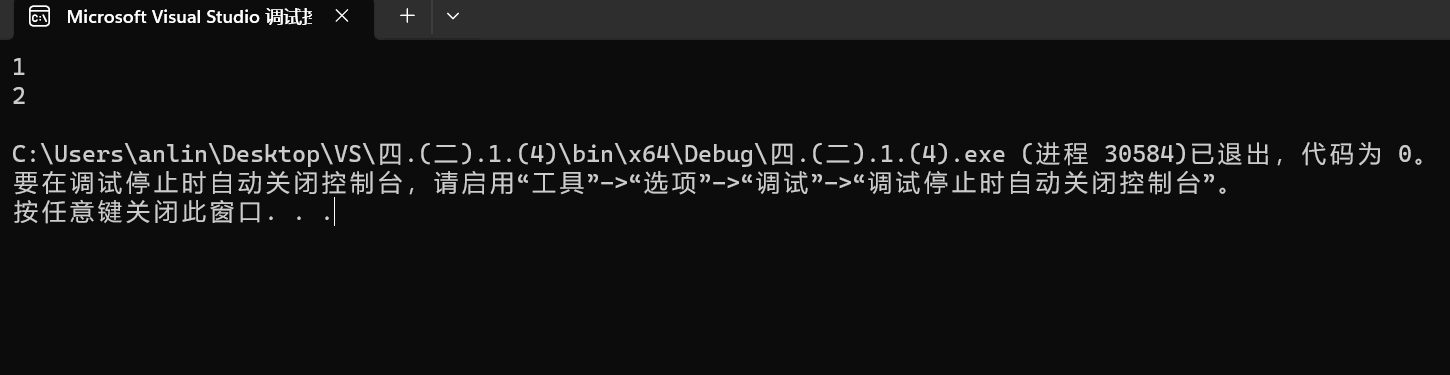 Microsoft Visual Studio 调试
1
2
C:\Users\anlin\Desktop\VS\四.(二).1.(4)\bin\x64\Debug\四.(二).1.(4).exe (进程 30584)已退出，代码为 0。
要在调试停止时自动关闭控制台，请启用“工具”->“选项”->“调试”->“调试停止时自动关闭控制台”。
按任意键关闭此窗口. . .